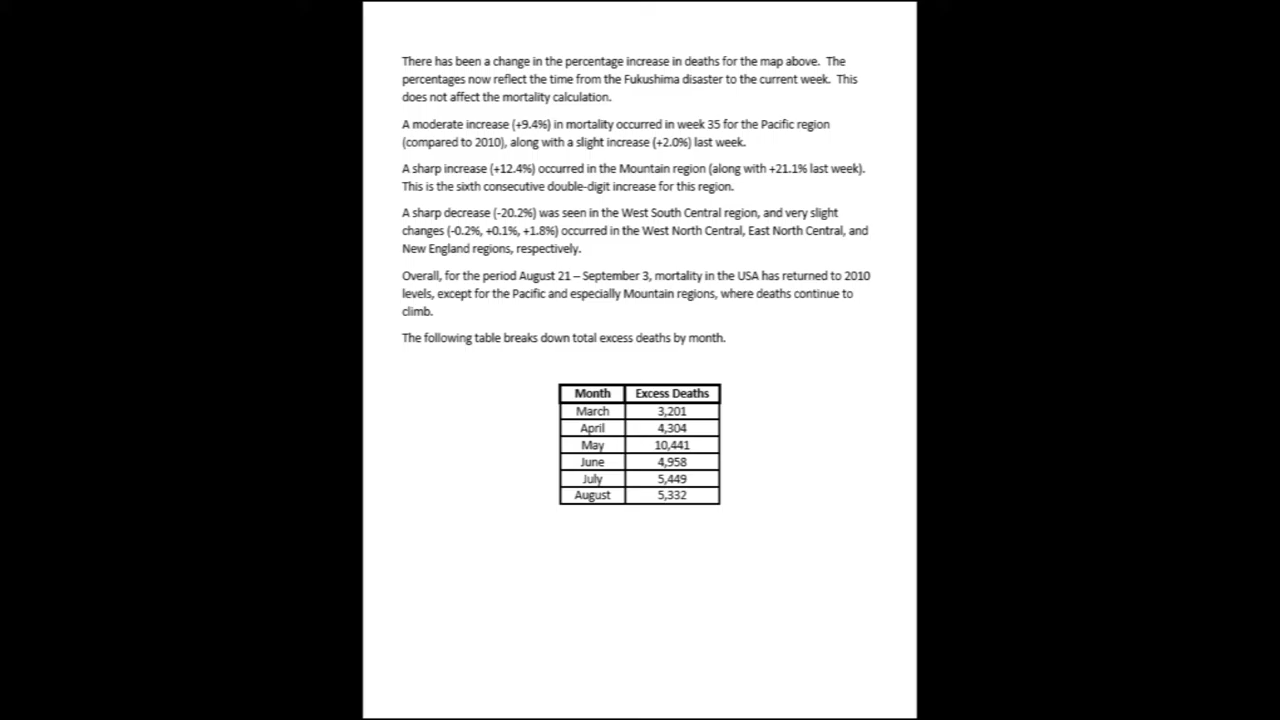 There has been a change in the percentage increase in deaths for the map above. The
percentages now reflect the time from the Fukushima disaster to the current week. This
does not affect the mortality calculation.
A moderate increase (+9.4%) in mortality occurred in week 35 for the Pacific region
(compared to 2010), along with a slight increase (+2.0%) last week.
A sharp increase (+12.4%) occurred in the Mountain region (along with +21.1% last week).
This is the sixth consecutive double-digit increase for this region.
A sharp decrease (-20.2%) was seen in the West South Central region, and very slight
changes (-0.2%, +0.1%, +1.8%) occurred in the West North Central, East North Central, and
New England regions, respectively.
Overall, for the period August 21 – September 3, mortality in the USA has returned to 2010
levels, except for the Pacific and especially Mountain regions, where deaths continue to
climb.
The following table breaks down total excess deaths by month.
Month Excess Deaths
March 3,201
April 4,304
May 10,441
June 4,958
July 5,449
August 5,332